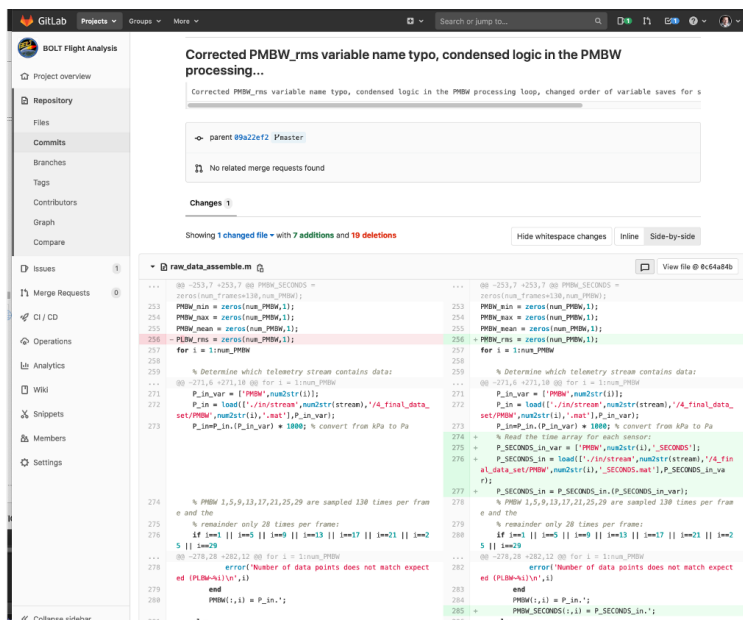 GitLab Projects Groups More Search or jump to...
BOLT Flight Analysis
Project overview
Repository
Files
Commits
Branches
Tags
Contributors
Graph
Compare
Issues 1
Merge Requests 0
CI / CD
Operations
Analytics
Wiki
Snippets
Members
Settings
Collapse sidebar
Corrected PMBW_rms variable name typo, condensed logic in the PMBW
processing...
Corrected PMBW_rms variable name typo, condensed logic in the PMBW processing loop, changed order of variable saves for s
parent 09a22ef2 master
No related merge requests found
Changes 1
Showing 1 changed file with 7 additions and 19 deletions
Hide whitespace changes Inline Side-by-side
raw_data_assemble.m
View file @ 0c64a84b
... @@ -253,7 +253,7 @@ PMBW_SECONDS =
zeros(num_frames*130,num_PMBW);
253 PMBW_min = zeros(num_PMBW,1);
254 PMBW_max = zeros(num_PMBW,1);
255 PMBW_mean = zeros(num_PMBW,1);
256 - PLBW_rms = zeros(num_PMBW,1);
257 for i = 1:num_PMBW
258
259 % Determine which telemetry stream contains data:
... @@ -271,6 +271,10 @@ for i = 1:num_PMBW
271 P_in_var = ['PMBW',num2str(i)];
272 P_in = load(['./in/stream',num2str(stream),'/4_final_data_
set/PMBW',num2str(i),'.mat'],P_in_var);
273 P_in=P_in.(P_in_var) * 1000; % convert from kPa to Pa
274 % PMBW 1,5,9,13,17,21,25,29 are sampled 130 times per fram
e and the
275 % remainder only 28 times per frame:
276 if i==1 || i==5 || i==9 || i==13 || i==17 || i==21 || i==2
5 || i==29
... @@ -278,28 +282,12 @@ for i = 1:num_PMBW
278 error('Number of data points does not match expect
ed (PLBW~%i)\n',i)
279 end
280 PMBW(:,i) = P_in.';
... @@ -253,7 +253,7 @@ PMBW_SECONDS =
zeros(num_frames*130,num_PMBW);
253 PMBW_min = zeros(num_PMBW,1);
254 PMBW_max = zeros(num_PMBW,1);
255 PMBW_mean = zeros(num_PMBW,1);
256 + PMBW_rms = zeros(num_PMBW,1);
257 for i = 1:num_PMBW
258
259 % Determine which telemetry stream contains data:
... @@ -271,6 +271,10 @@ for i = 1:num_PMBW
271 P_in_var = ['PMBW',num2str(i)];
272 P_in = load(['./in/stream',num2str(stream),'/4_final_data_
set/PMBW',num2str(i),'.mat'],P_in_var);
273 P_in=P_in.(P_in_var) * 1000; % convert from kPa to Pa
274 + % Read the time array for each sensor:
275 + P_SECONDS_in_var = ['PMBW',num2str(i),'_SECONDS'];
276 + P_SECONDS_in = load(['./in/stream',num2str(stream),'/4_fin
al_data_set/PMBW',num2str(i),'_SECONDS.mat'],P_SECONDS_in_va
r);
277 + P_SECONDS_in = P_SECONDS_in.(P_SECONDS_in_var);
278 % PMBW 1,5,9,13,17,21,25,29 are sampled 130 times per fram
e and the
279 % remainder only 28 times per frame:
280 if i==1 || i==5 || i==9 || i==13 || i==17 || i==21 || i==2
5 || i==29
... @@ -278,28 +282,12 @@ for i = 1:num_PMBW
282 error('Number of data points does not match expect
ed (PLBW~%i)\n',i)
283 end
284 PMBW(:,i) = P_in.';
285 + PMBW_SECONDS(:,i) = P_SECONDS_in.';